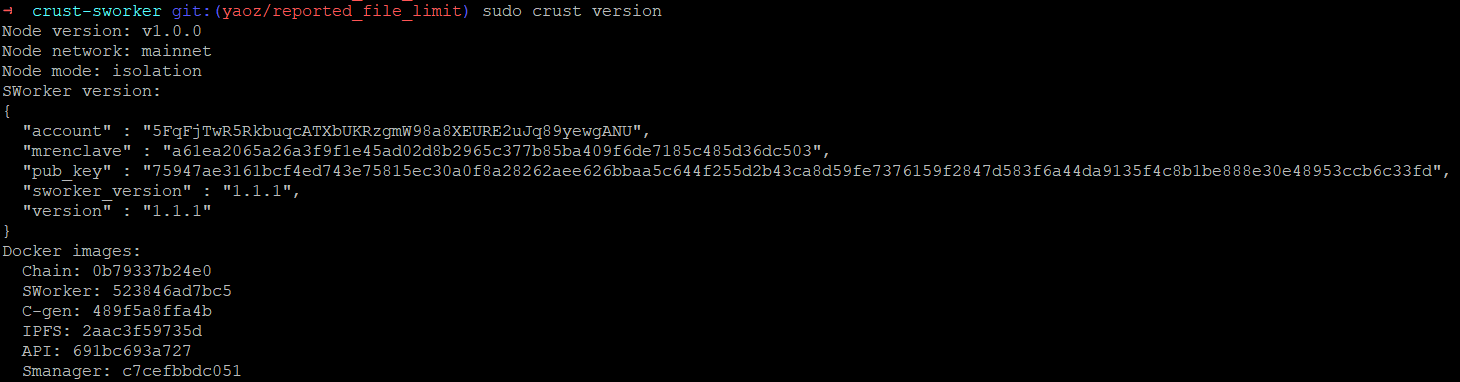 → crust-sworker git:(yaoz/reported_file_limit) sudo crust version
Node version: v1.0.0
Node network: mainnet
Node mode: isolation
SWorker version:
{
  "account" : "5FqFjTwR5RkbuqcATXbUKRzgmW98a8XEURE2uJq89yewgANU",
  "mrenclave" : "a61ea2065a26a3f9f1e45ad02d8b2965c377b85ba409f6de7185c485d36dc503",
  "pub_key" : "75947ae3161bcf4ed743e75815ec30a0f8a28262aee626bbaa5c644f255d2b43ca8d59fe7376159f2847d583f6a44da9135f4c8b1be888e30e48953ccb6c33fd",
  "sworker_version" : "1.1.1",
  "version" : "1.1.1"
}
Docker images:
  Chain: 0b79337b24e0
  SWorker: 523846ad7bc5
  C-gen: 489f5a8ffa4b
  IPFS: 2aac3f59735d
  API: 691bc693a727
  Smanager: c7cefbbdc051